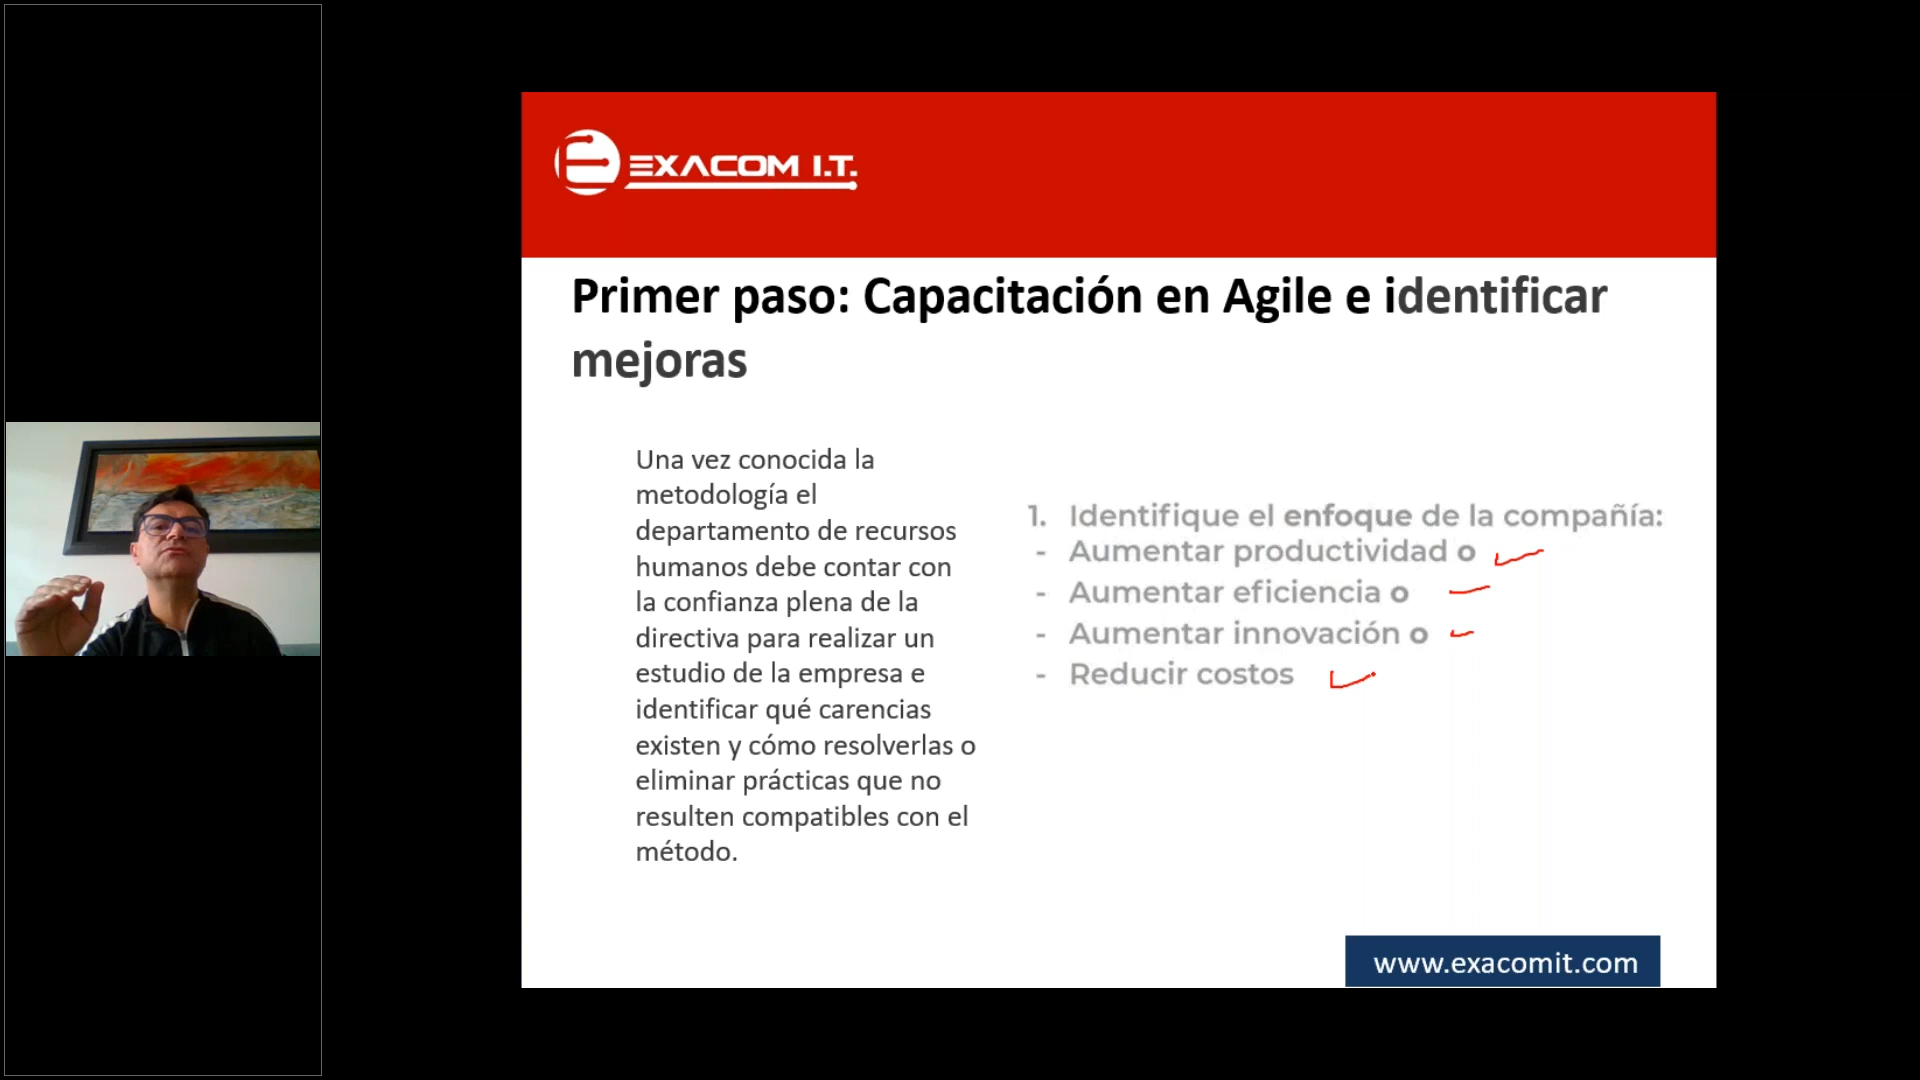 EXACOM I.T.
Primer paso: Capacitación en Agile e identificar
mejoras
Una vez conocida la
metodología el
departamento de recursos
humanos debe contar con
la confianza plena de la
directiva para realizar un
estudio de la empresa e
identificar qué carencias
existen y cómo resolverlas o
eliminar prácticas que no
resulten compatibles con el
método.
1. Identifique el enfoque de la compañía:
- Aumentar productividad o
- Aumentar eficiencia o
- Aumentar innovación o
- Reducir costos
www.exacomit.com